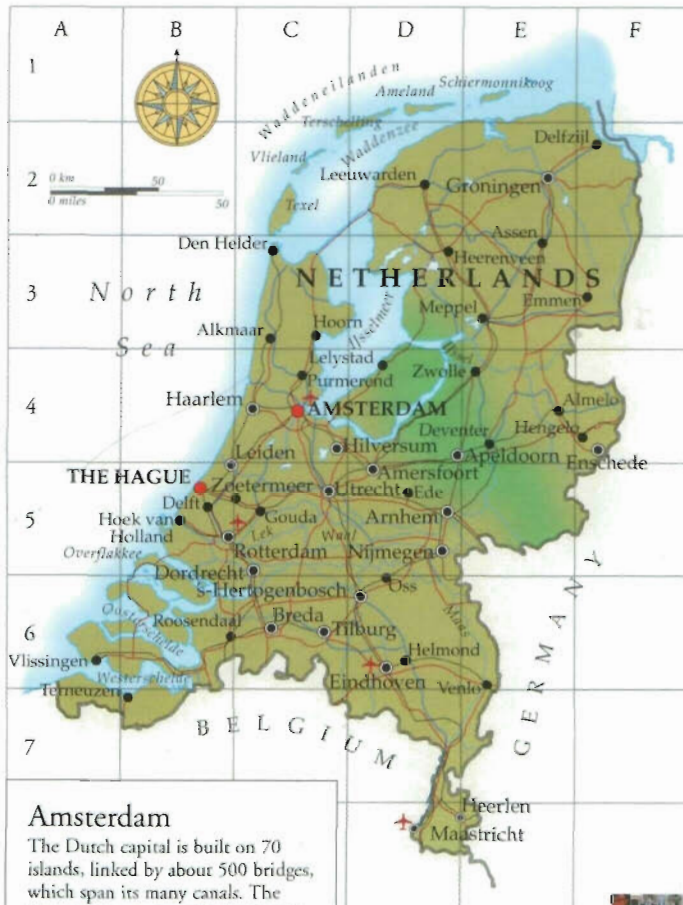 A B C D E F
1
Waddeneilanden
Ameland
Schiermonnikoog
Terschelling
Waddenzee
Vlieland
Delfzijl
2
0 km 50
0 miles 50
Texel
Leeuwarden
Groningen
Den Helder
Assen
Heerenveen
NETHERLANDS
3
North
Sea
Meppel
Emmen
IJsselmeer
Alkmaar
Hoorn
Lelystad
IJssel
Zwolle
Purmerend
4
Haarlem
AMSTERDAM
Almelo
Deventer
Hengelo
Hilversum
Apeldoorn
Enschede
Leiden
Amersfoort
THE HAGUE
Zoetermeer
Utrecht
Ede
Delft
5
Hoek van
Holland
Gouda
Arnhem
Lek
Waal
Overflakkee
Rotterdam
Nijmegen
Dordrecht
's-Hertogenbosch
Oss
Oosterschelde
Roosendaal
Breda
Tilburg
Maas
6
GERMANY
Vlissingen
Helmond
Westerschelde
Eindhoven
Terneuzen
Venlo
BELGIUM
7
Heerlen
Maastricht
Amsterdam
The Dutch capital is built on 70
islands, linked by about 500 bridges,
which span its many canals. The